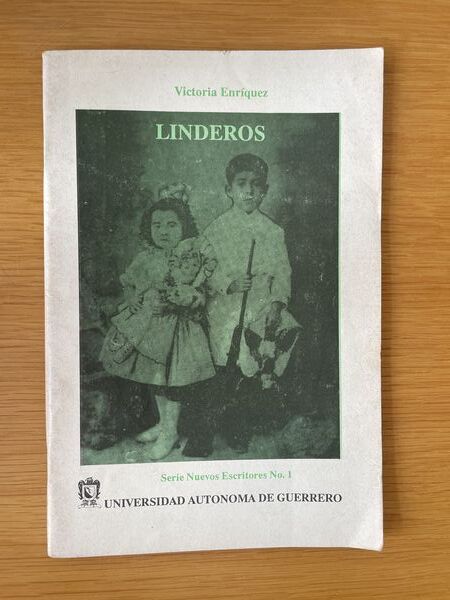 Victoria Enríquez
LINDEROS
Serie Nuevos Escritores No. 1
UNIVERSIDAD AUTONOMA DE GUERRERO